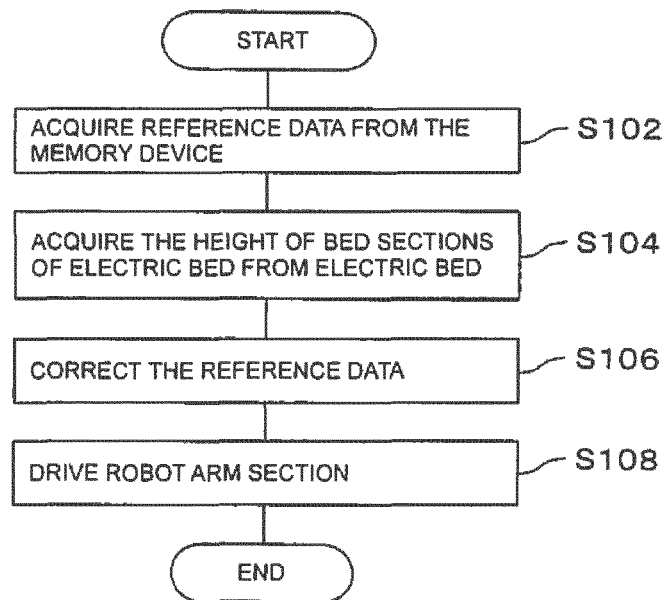 START
ACQUIRE REFERENCE DATA FROM THE
MEMORY DEVICE
S102
ACQUIRE THE HEIGHT OF BED SECTIONS
OF ELECTRIC BED FROM ELECTRIC BED
S104
CORRECT THE REFERENCE DATA
S106
DRIVE ROBOT ARM SECTION
S108
END